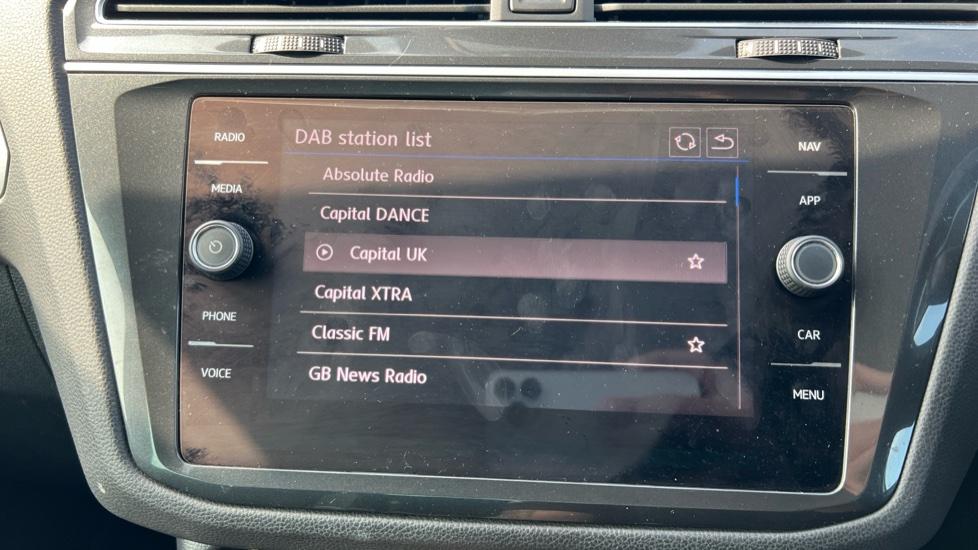 RADIO
MEDIA
PHONE
VOICE
DAB station list
Absolute Radio
Capital DANCE
Capital UK
Capital XTRA
Classic FM
GB News Radio
NAV
APP
CAR
MENU